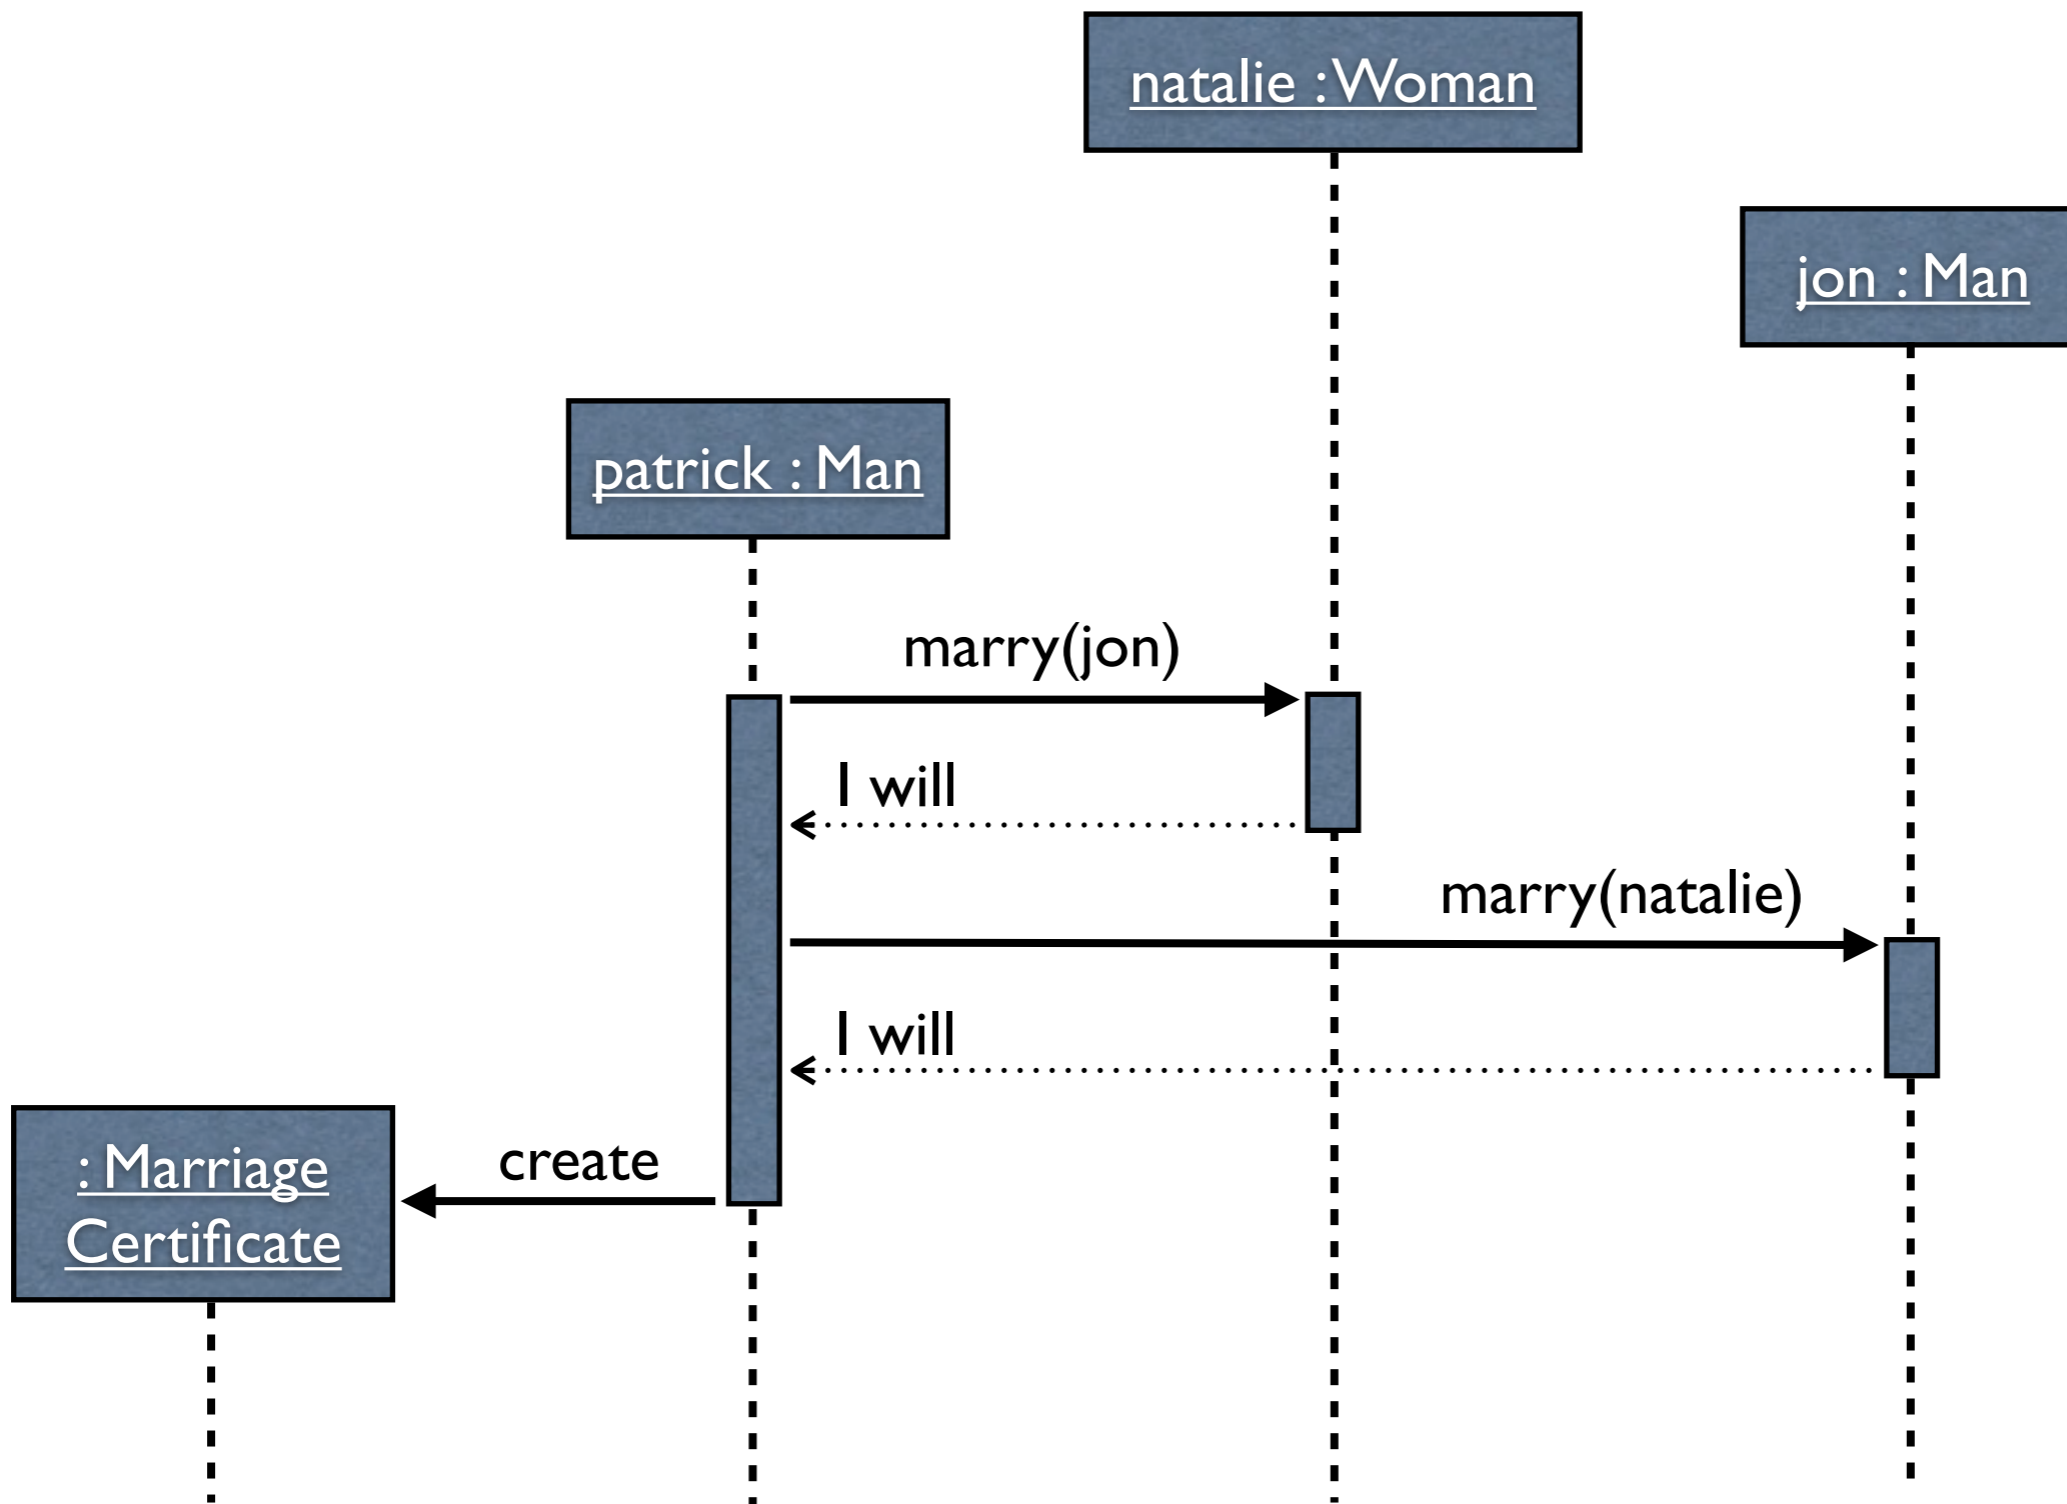 natalie : Woman
jon : Man
patrick : Man
marry(jon)
I will
marry(natalie)
I will
: Marriage
Certificate
create